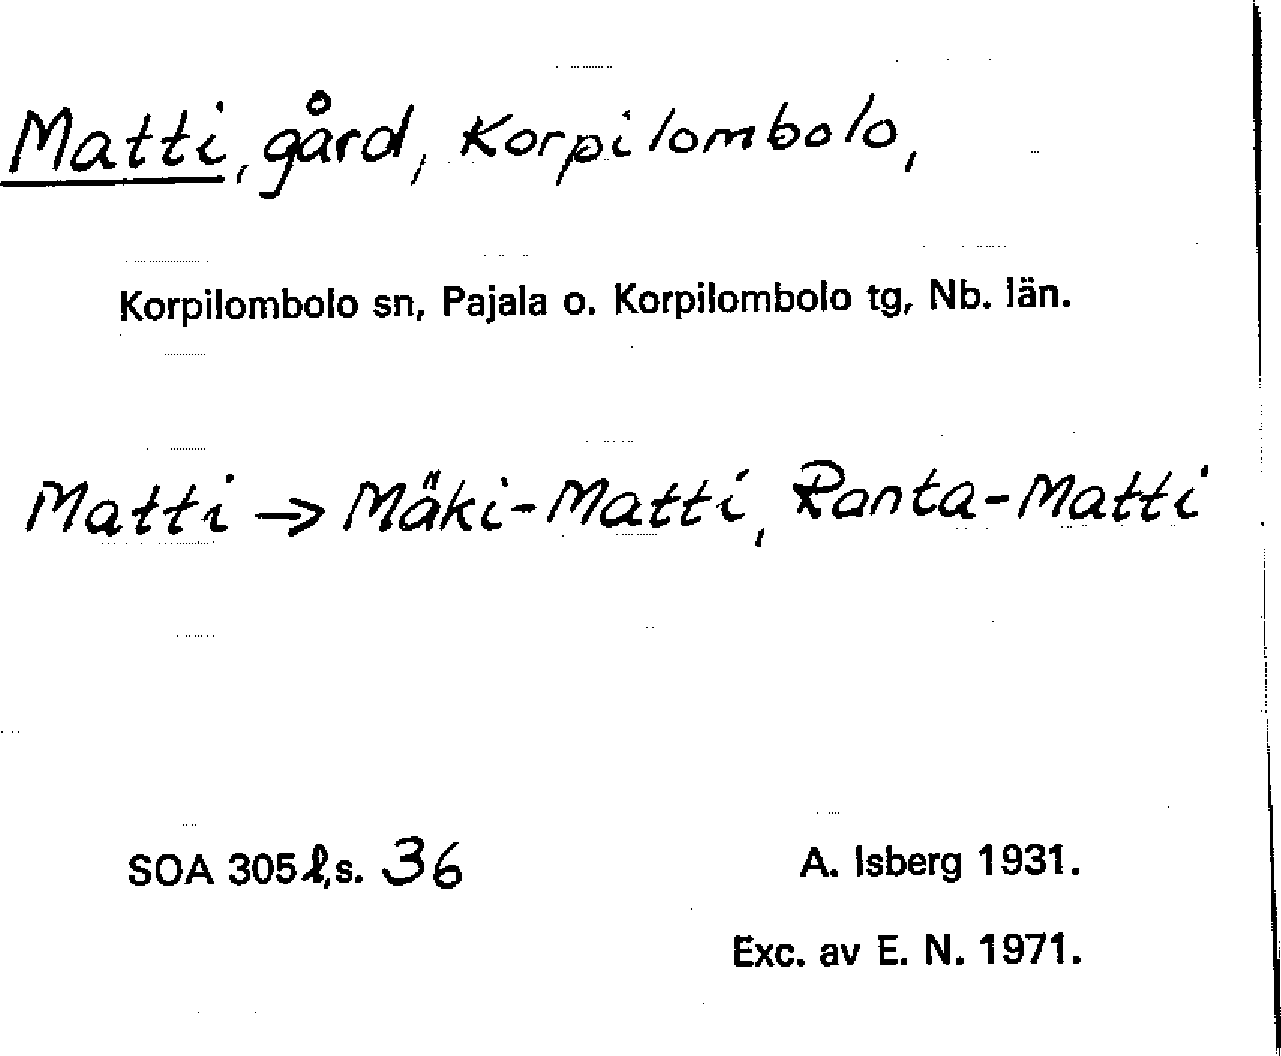 Matti, gård, Korpilombolo,
Korpilombolo sn, Pajala o. Korpilombolo tg, Nb. län.
Matti → Mäki-Matti, Ranta-Matti
SOA 305 l, s. 36
A. Isberg 1931.
Exc. av E. N. 1971.